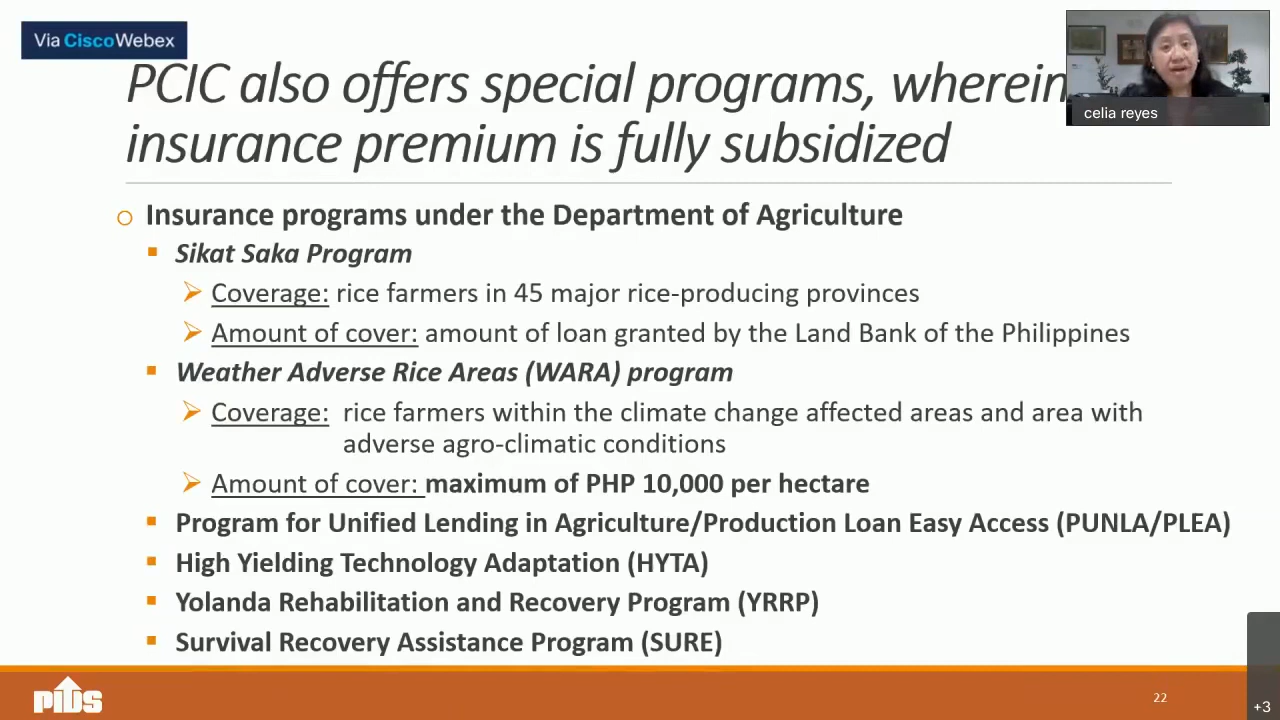 Via Cisco Webex
PCIC also offers special programs, wherein
insurance premium is fully subsidized
celia reyes
Insurance programs under the Department of Agriculture
Sikat Saka Program
Coverage: rice farmers in 45 major rice-producing provinces
Amount of cover: amount of loan granted by the Land Bank of the Philippines
Weather Adverse Rice Areas (WARA) program
Coverage: rice farmers within the climate change affected areas and area with
adverse agro-climatic conditions
Amount of cover: maximum of PHP 10,000 per hectare
Program for Unified Lending in Agriculture/Production Loan Easy Access (PUNLA/PLEA)
High Yielding Technology Adaptation (HYTA)
Yolanda Rehabilitation and Recovery Program (YRRP)
Survival Recovery Assistance Program (SURE)
PIDS
22
+3